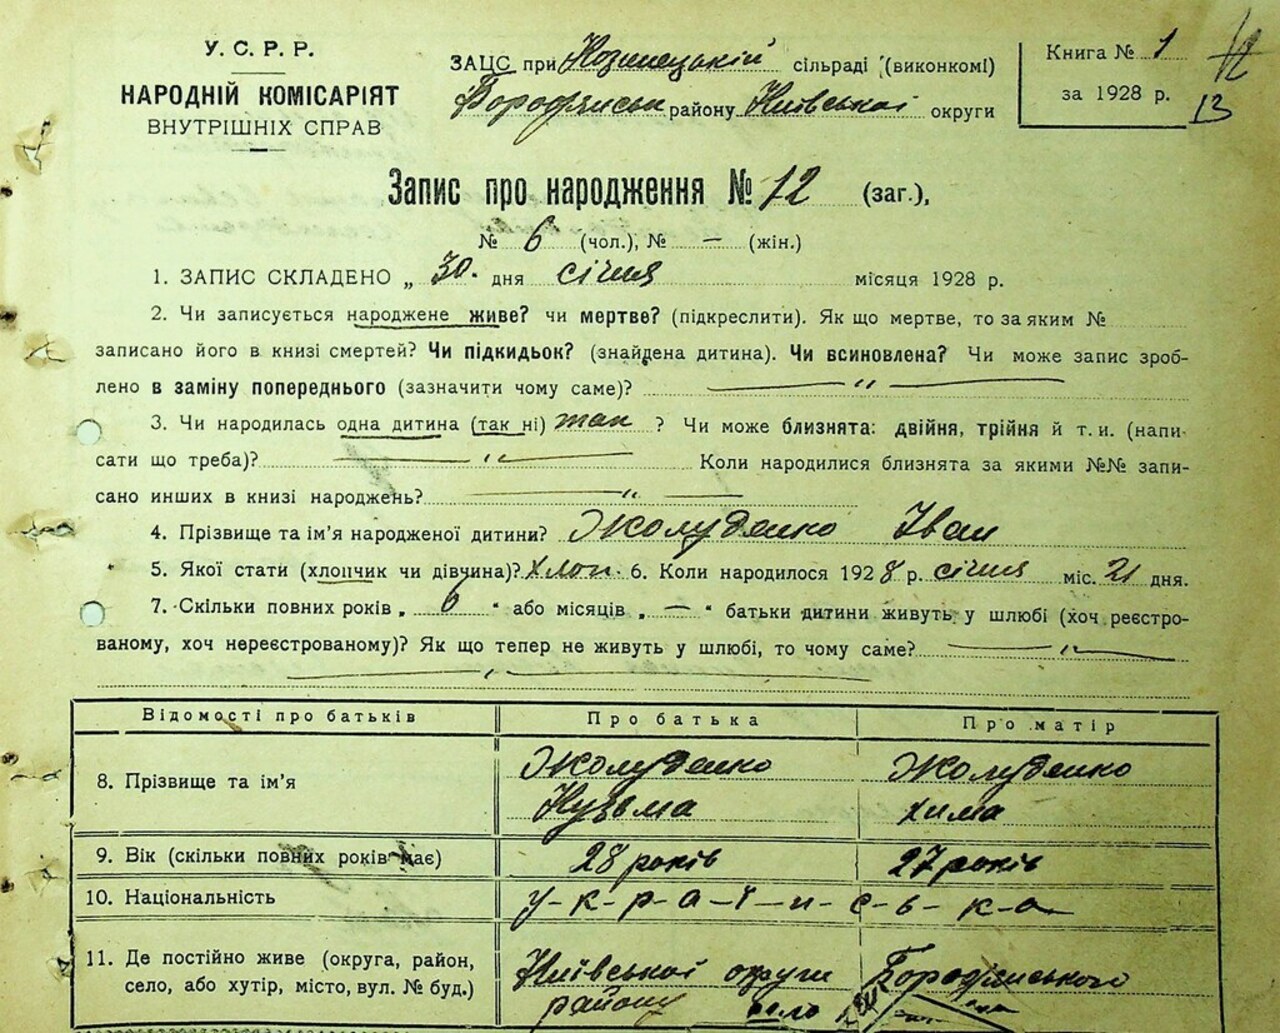 У. С. Р. Р.
НАРОДНІЙ КОМІСАРІЯТ
ВНУТРІШНІХ СПРАВ
ЗАЦС при сільраді (виконкомі)
району Київської округи
Книга № 1
за 1928 р.
12
13
Запис про народження № 12 (заг.),
№ 6 (чол.), № — (жін.)
1. ЗАПИС СКЛАДЕНО „ 30. дня січня місяця 1928 р.
2. Чи записується народжене живе? чи мертве? (підкреслити). Як що мертве, то за яким №
записано його в книзі смертей? Чи підкидьок? (знайдена дитина). Чи всиновлена? Чи може запис зроб-
лено в заміну попереднього (зазначити чому саме)? — „ —
3. Чи народилась одна дитина (так ні) так ? Чи може близнята: двійня, трійня й т. и. (напи-
сати що треба)? — „ — Коли народилися близнята за якими №№ запи-
сано инших в книзі народжень? — „ —
4. Прізвище та ім’я народженої дитини? Жолуденко Іван
5. Якої стати (хлопчик чи дівчина)? хлоп. 6. Коли народилося 1928 р. січня міс. 21 дня.
7. Скільки повних років „ 6 “ або місяців „ — “ батьки дитини живуть у шлюбі (хоч реєстро-
ваному, хоч нереєстрованому)? Як що тепер не живуть у шлюбі, то чому саме? — „ —
— „ —
Відомості про батьків Про батька Про матір
8. Прізвище та ім’я Жолуденко Жолуденко
Кузьма Хима
9. Вік (скільки повних років має) 28 років 27 років
10. Національність у-к-р-а-ї-н-с-ь-к-а
11. Де постійно живе (округа, район, Київської округи Бородянського
село, або хутір, місто, вул. № буд.) району село